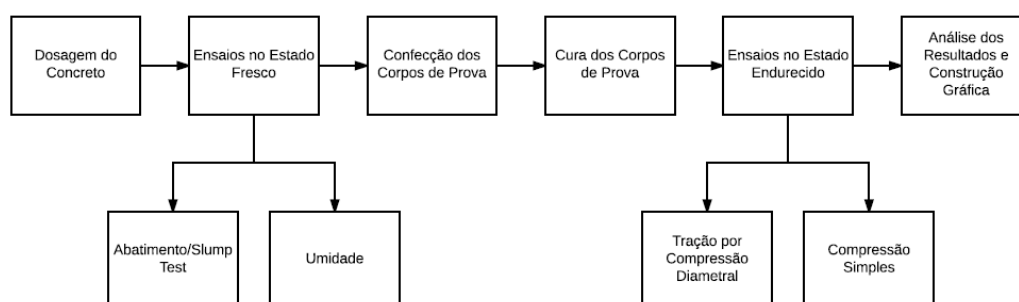 Dosagem do
Concreto
Ensaios no Estado
Fresco
Confecção dos
Corpos de Prova
Cura dos Corpos
de Prova
Ensaios no Estado
Endurecido
Análise dos
Resultados e
Construção
Gráfica
Abatimento/Slump
Test
Umidade
Tração por
Compressão
Diametral
Compressão
Simples